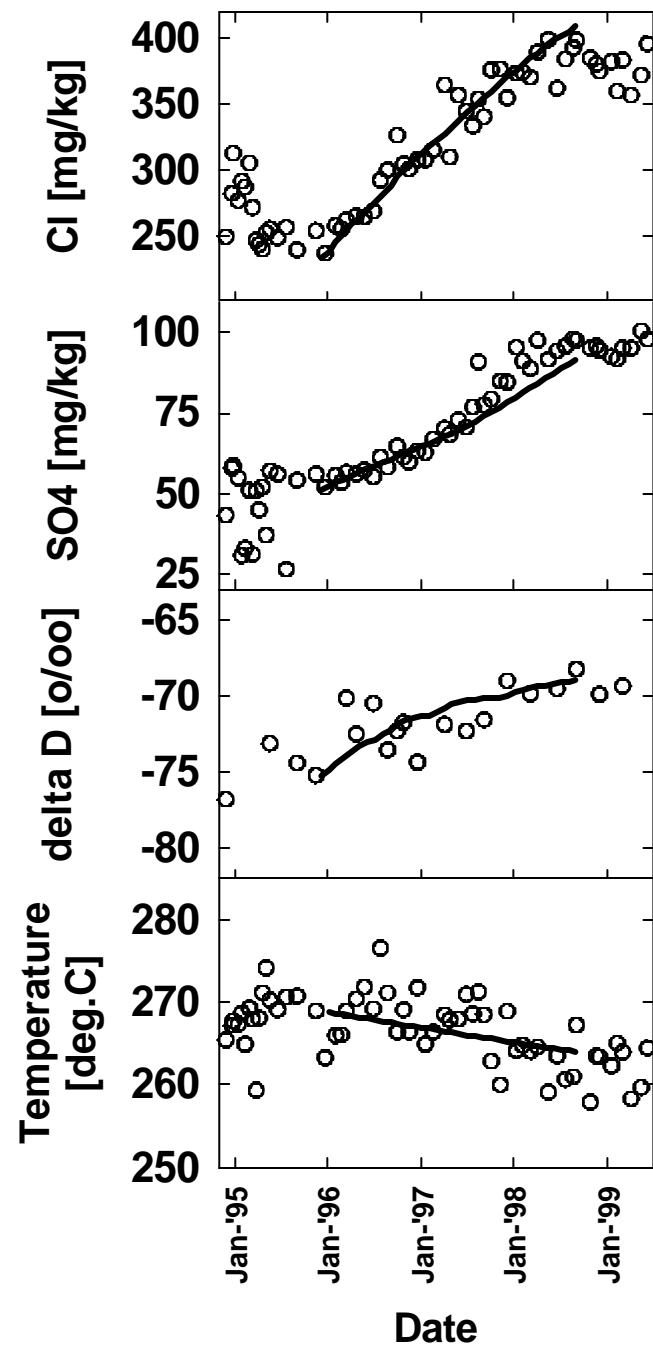 Cl [mg/kg]
400
350
300
250
SO4 [mg/kg]
100
75
50
25
delta D [o/oo]
-65
-70
-75
-80
Temperature
[deg.C]
280
270
260
250
Jan-'95
Jan-'96
Jan-'97
Jan-'98
Jan-'99
Date